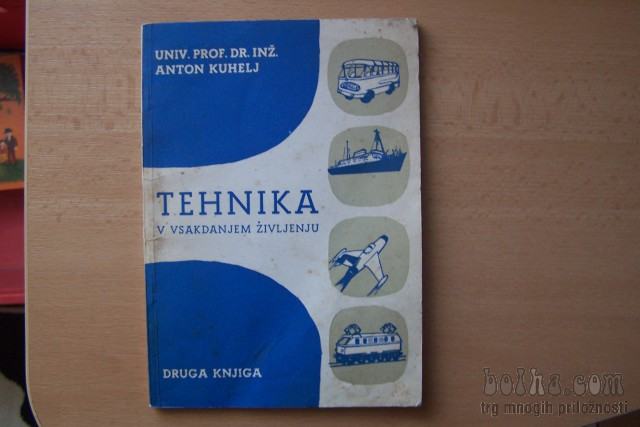 UNIV. PROF. DR. INŽ.
ANTON KUHELJ
TEHNIKA
V VSAKDANJEM ŽIVLJENJU
DRUGA KNJIGA
bolha.com
trg mnogih priložnosti